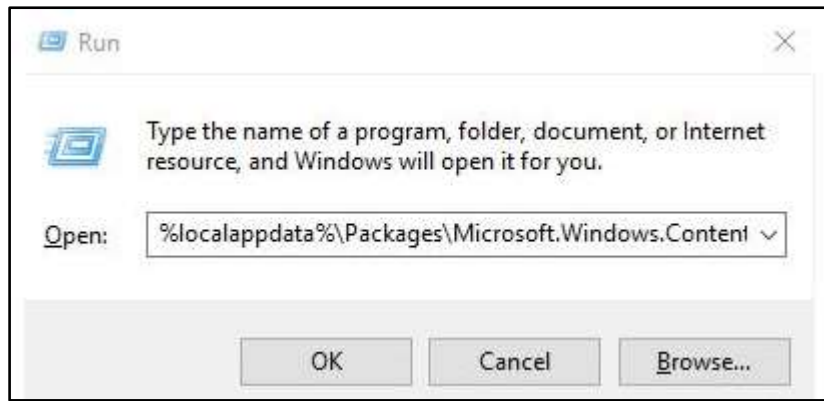 Run
Type the name of a program, folder, document, or Internet
resource, and Windows will open it for you.
Open: %localappdata%\Packages\Microsoft.Windows.Content
OK Cancel Browse...